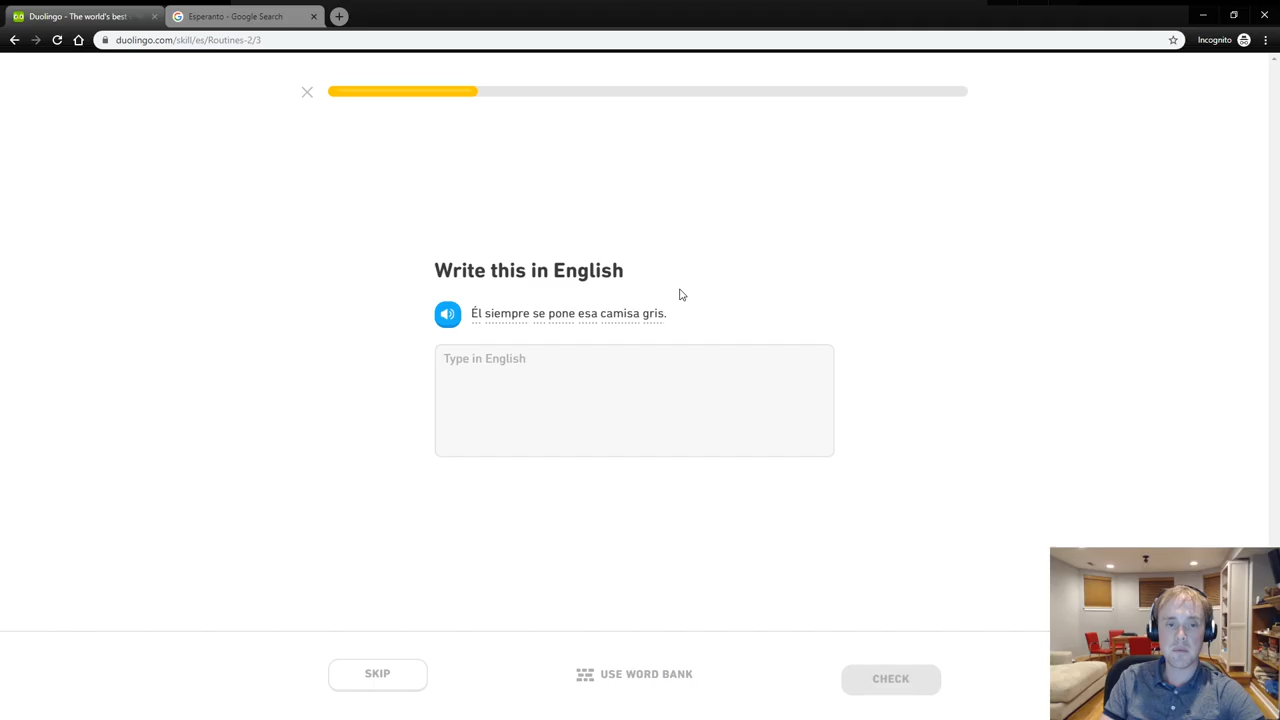 Duolingo - The world's best
Esperanto - Google Search
duolingo.com/skill/es/Routines-2/3
Incognito
Write this in English
Él siempre se pone esa camisa gris.
Type in English
SKIP
USE WORD BANK
CHECK